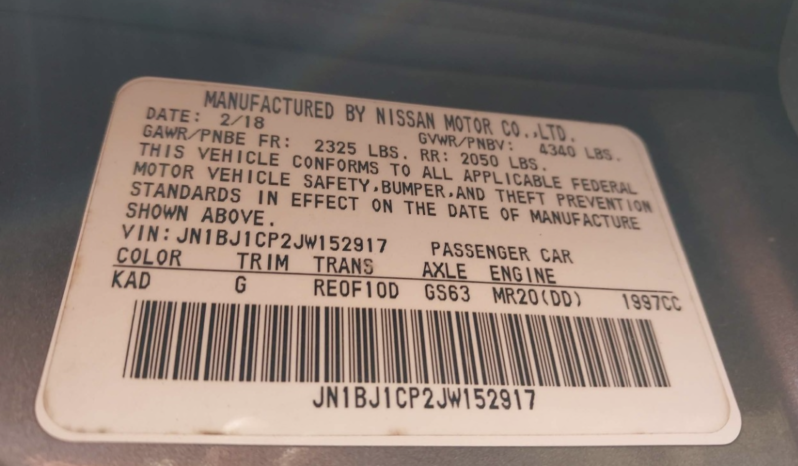 MANUFACTURED BY NISSAN MOTOR CO.,LTD.
DATE: 2/18 GVWR/PNBV: 4340 LBS.
GAWR/PNBE FR: 2325 LBS. RR: 2050 LBS.
THIS VEHICLE CONFORMS TO ALL APPLICABLE FEDERAL
MOTOR VEHICLE SAFETY,BUMPER,AND THEFT PREVENTION
STANDARDS IN EFFECT ON THE DATE OF MANUFACTURE
SHOWN ABOVE.
VIN: JN1BJ1CP2JW152917 PASSENGER CAR
COLOR TRIM TRANS AXLE ENGINE
KAD G RE0F10D GS63 MR20(DD) 1997CC
JN1BJ1CP2JW152917